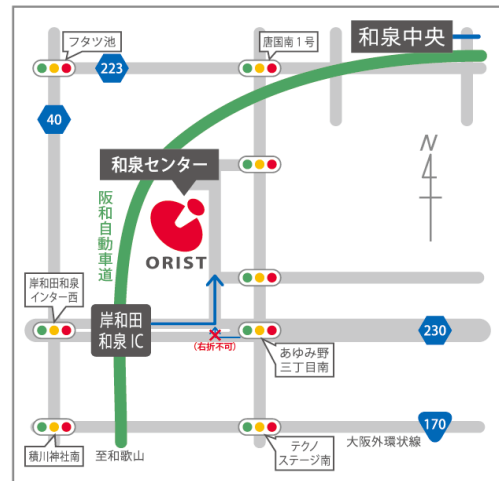 フタツ池
唐国南1号
和泉中央
223
40
和泉センター
N
阪和自動車道
ORIST
岸和田和泉
インター西
岸和田
和泉IC
(右折不可)
230
あゆみ野
三丁目南
170
積川神社南
至和歌山
テクノ
ステージ南
大阪外環状線